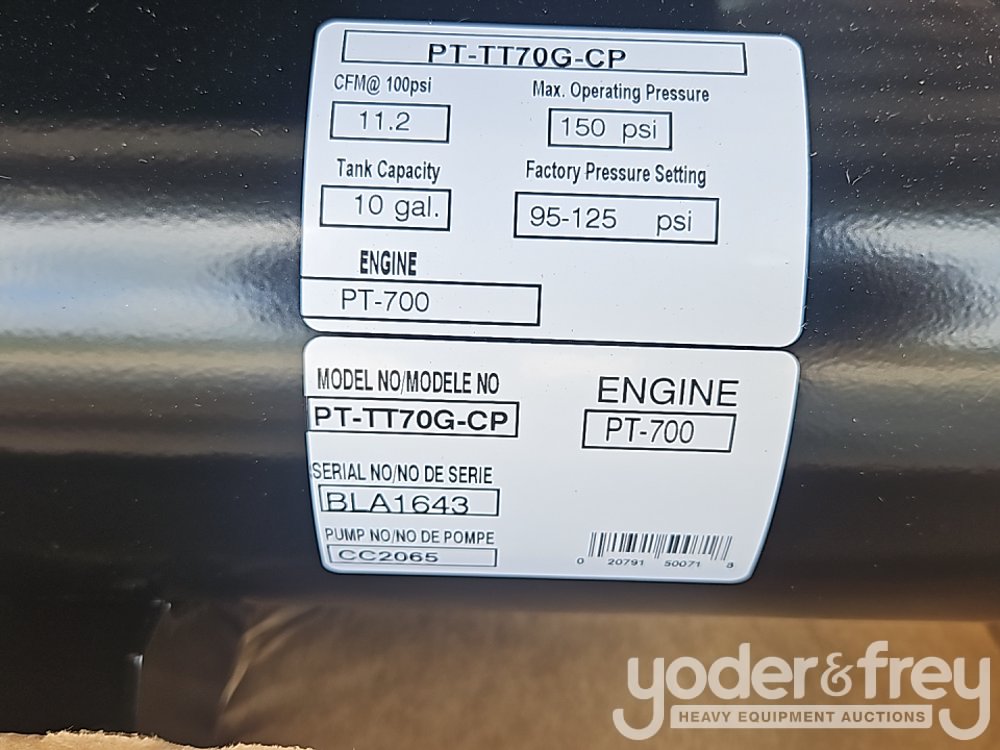 PT-TT70G-CP
CFM@ 100psi Max. Operating Pressure
11.2 150 psi
Tank Capacity Factory Pressure Setting
10 gal. 95-125 psi
ENGINE
PT-700
MODEL NO/MODELE NO ENGINE
PT-TT70G-CP PT-700
SERIAL NO/NO DE SERIE
BLA1643
PUMP NO/NO DE POMPE
CC2065
0 20791 50071 8
yoder&frey
HEAVY EQUIPMENT AUCTIONS